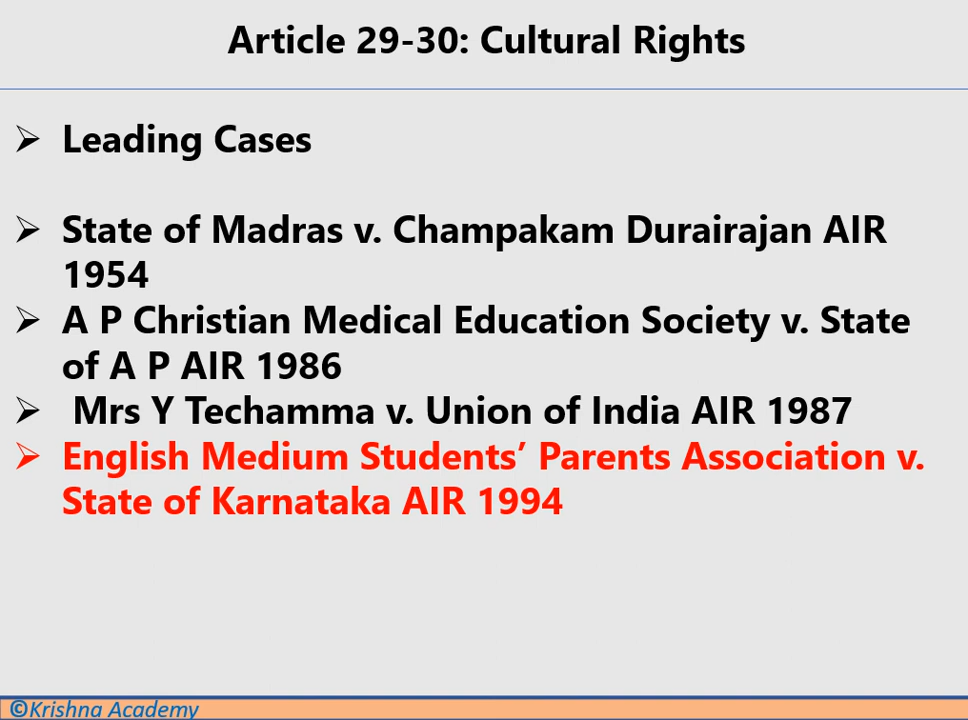 Article 29-30: Cultural Rights
➢ Leading Cases
➢ State of Madras v. Champakam Durairajan AIR
1954
➢ A P Christian Medical Education Society v. State
of A P AIR 1986
➢ Mrs Y Techamma v. Union of India AIR 1987
➢ English Medium Students’ Parents Association v.
State of Karnataka AIR 1994
©Krishna Academy